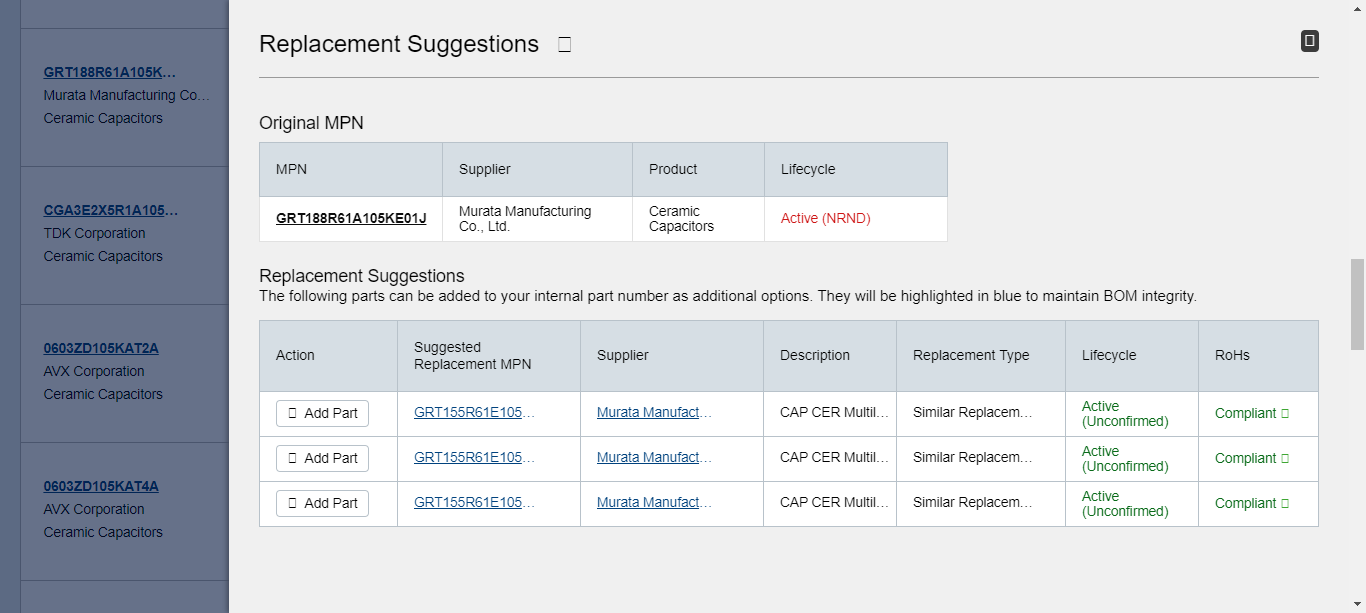 GRT188R61A105K…
Murata Manufacturing Co…
Ceramic Capacitors
CGA3E2X5R1A105…
TDK Corporation
Ceramic Capacitors
0603ZD105KAT2A
AVX Corporation
Ceramic Capacitors
0603ZD105KAT4A
AVX Corporation
Ceramic Capacitors
Replacement Suggestions
Original MPN
MPN Supplier Product Lifecycle
GRT188R61A105KE01J Murata Manufacturing Co., Ltd. Ceramic Capacitors Active (NRND)
Replacement Suggestions
The following parts can be added to your internal part number as additional options. They will be highlighted in blue to maintain BOM integrity.
Action Suggested Replacement MPN Supplier Description Replacement Type Lifecycle RoHs
Add Part GRT155R61E105… Murata Manufact… CAP CER Multil… Similar Replacem… Active (Unconfirmed) Compliant
Add Part GRT155R61E105… Murata Manufact… CAP CER Multil… Similar Replacem… Active (Unconfirmed) Compliant
Add Part GRT155R61E105… Murata Manufact… CAP CER Multil… Similar Replacem… Active (Unconfirmed) Compliant